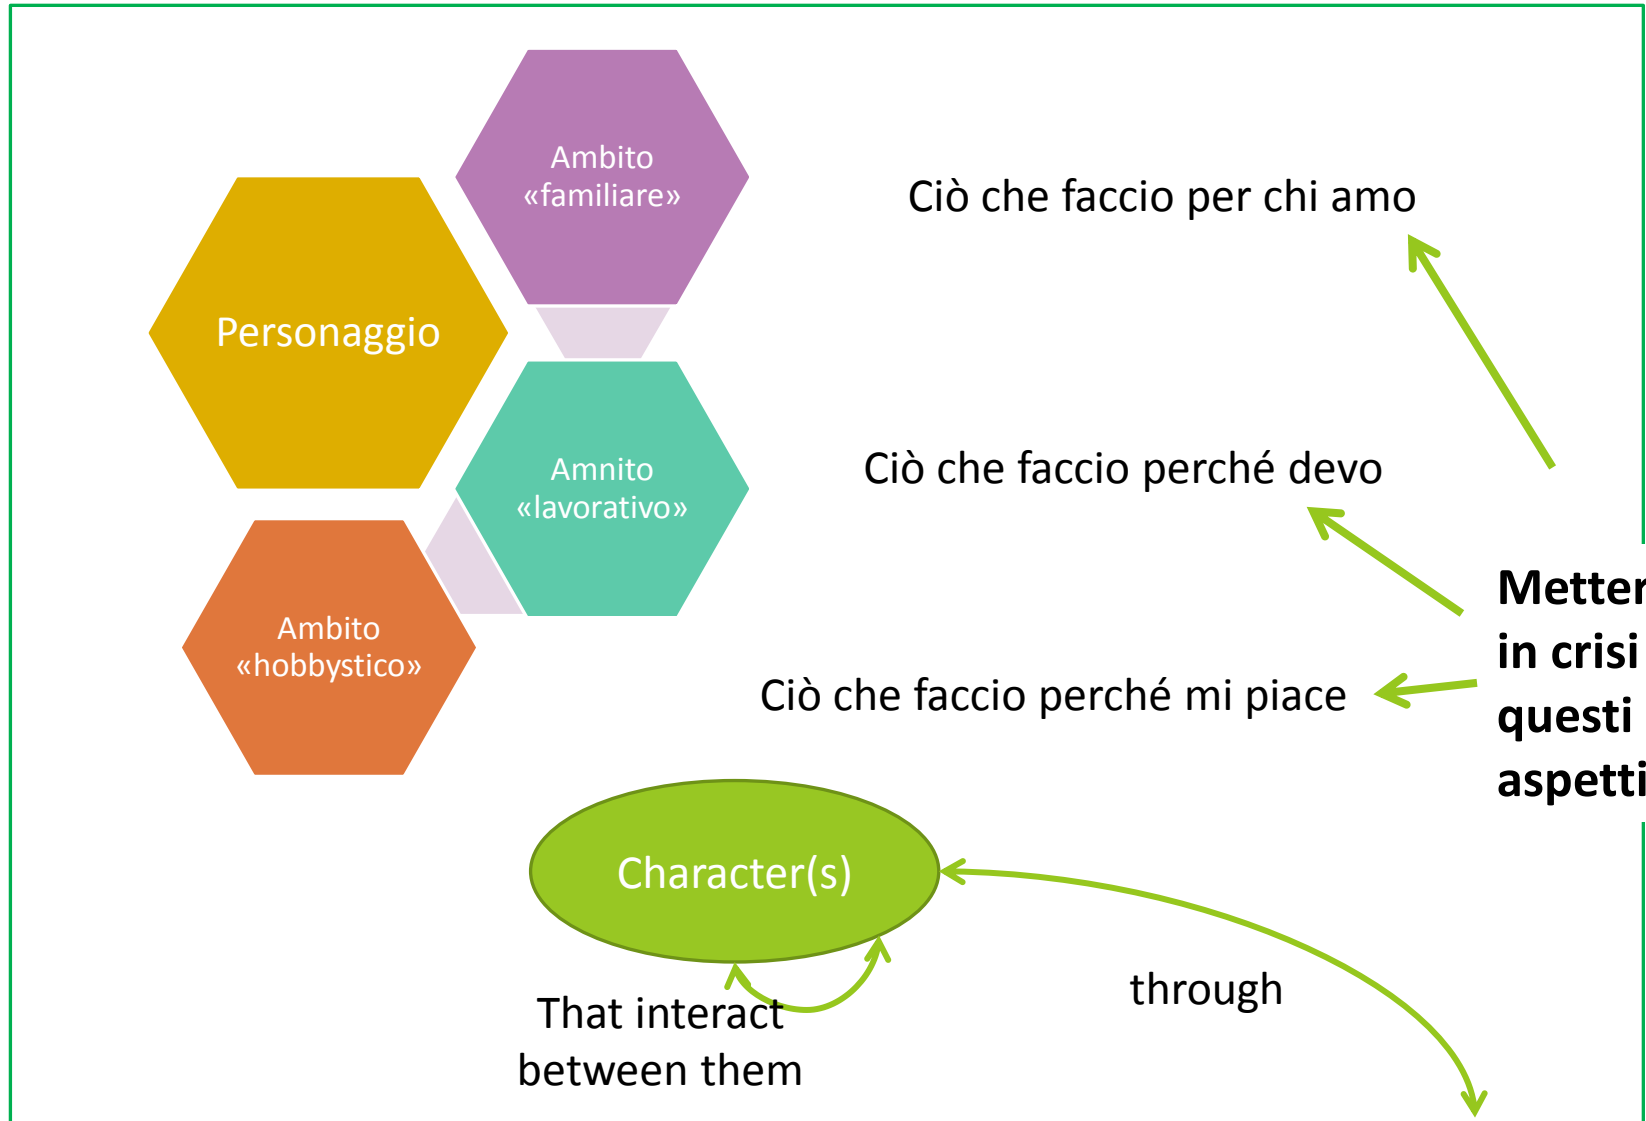 Ambito
«familiare»
Ciò che faccio per chi amo
Personaggio
Amnito
«lavorativo»
Ciò che faccio perché devo
Ambito
«hobbystico»
Ciò che faccio perché mi piace
in crisi
questi
aspetti
Character(s)
That interact
between them
through